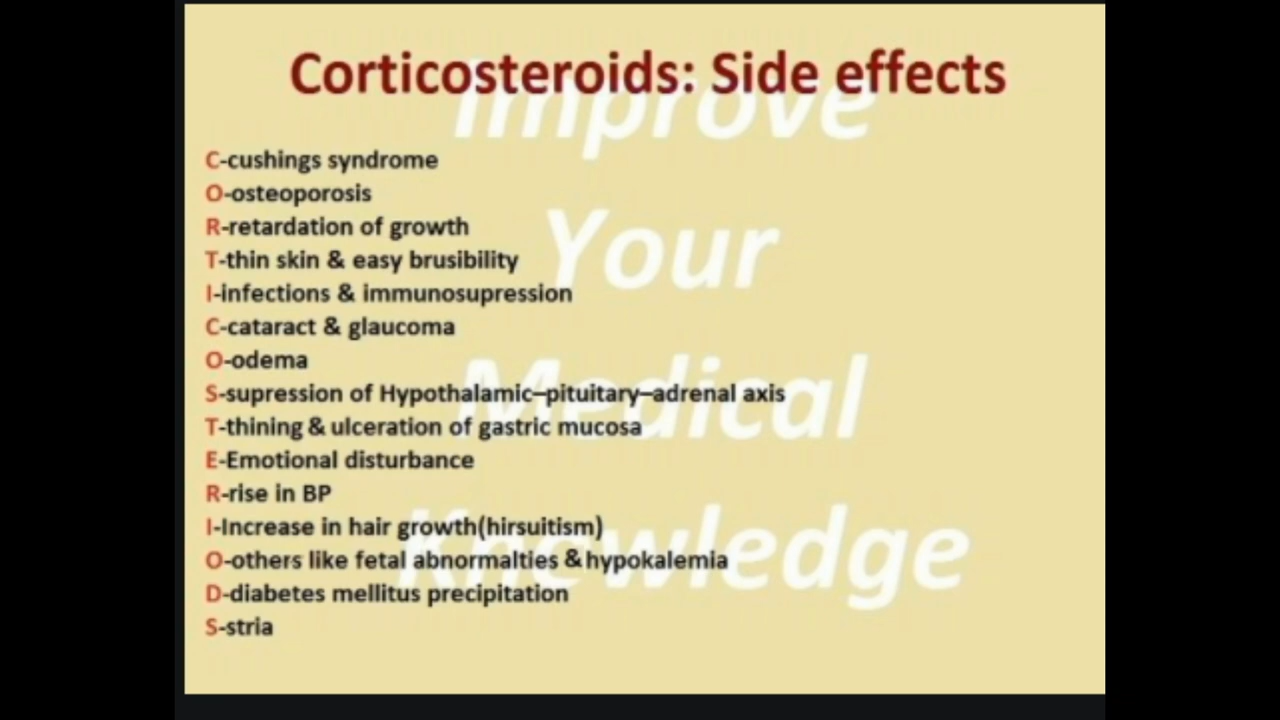 Corticosteroids: Side effects
Improve
Your
Medical
Knowledge
C-cushings syndrome
O-osteoporosis
R-retardation of growth
T-thin skin & easy brusibility
I-infections & immunosupression
C-cataract & glaucoma
O-odema
S-supression of Hypothalamic–pituitary–adrenal axis
T-thining & ulceration of gastric mucosa
E-Emotional disturbance
R-rise in BP
I-Increase in hair growth(hirsuitism)
O-others like fetal abnormalties & hypokalemia
D-diabetes mellitus precipitation
S-stria